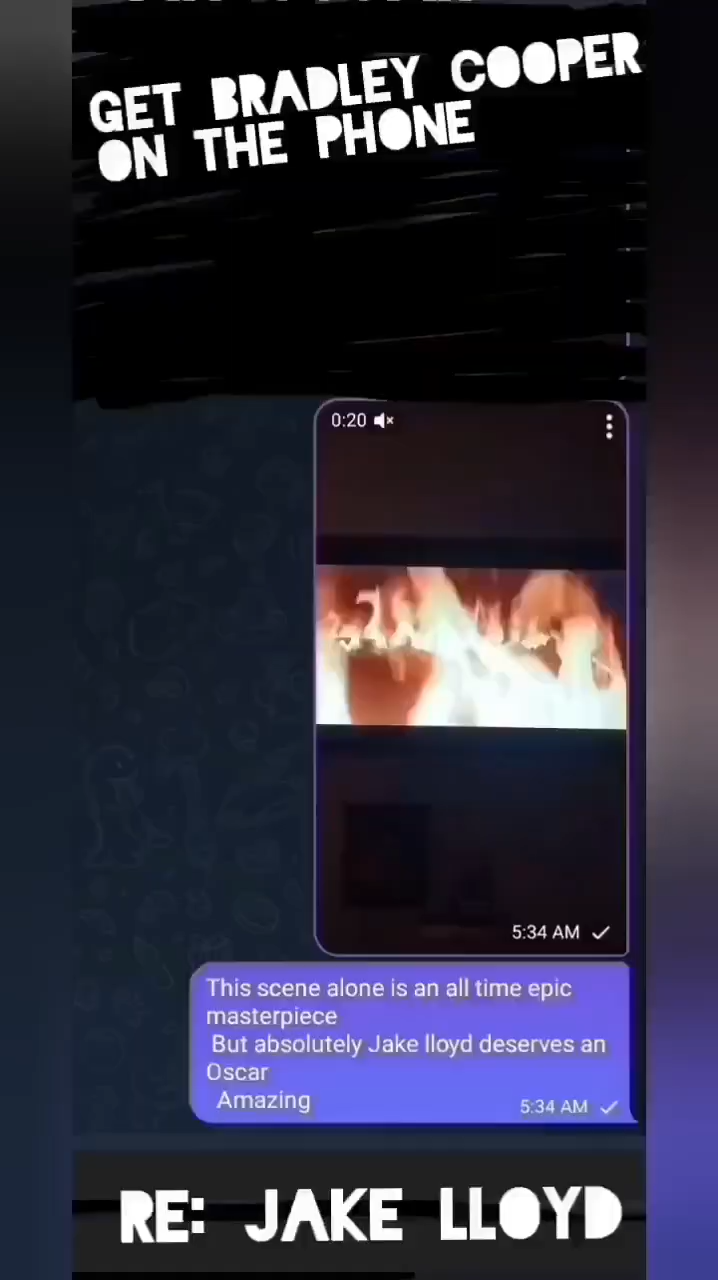 GET BRADLEY COOPER
ON THE PHONE
0:20
5:34 AM
This scene alone is an all time epic
masterpiece
But absolutely Jake lloyd deserves an
Oscar
Amazing
5:34 AM
RE: JAKE LLOYD